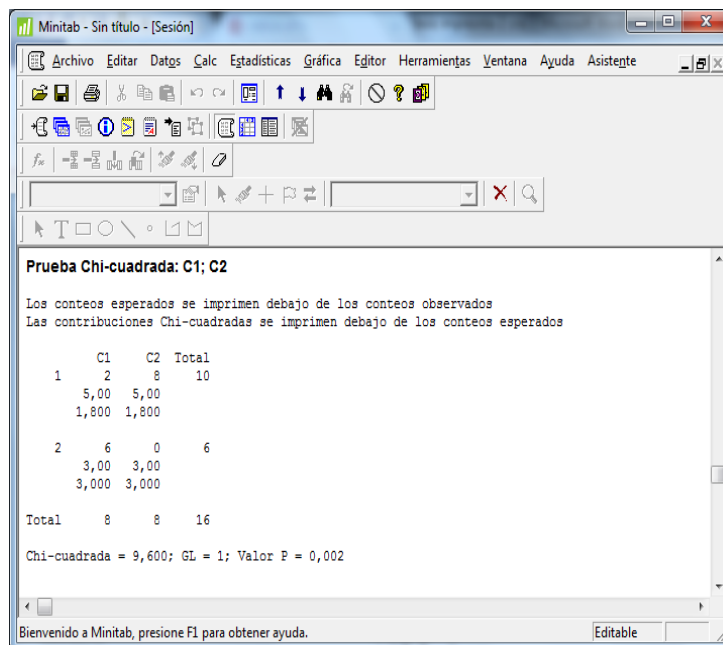 Minitab - Sin título - [Sesión]
Archivo Editar Datos Calc Estadísticas Gráfica Editor Herramientas Ventana Ayuda Asistente
Prueba Chi-cuadrada: C1; C2
Los conteos esperados se imprimen debajo de los conteos observados
Las contribuciones Chi-cuadradas se imprimen debajo de los conteos esperados
C1 C2 Total
1 2 8 10
5,00 5,00
1,800 1,800
2 6 0 6
3,00 3,00
3,000 3,000
Total 8 8 16
Chi-cuadrada = 9,600; GL = 1; Valor P = 0,002
Bienvenido a Minitab, presione F1 para obtener ayuda. Editable